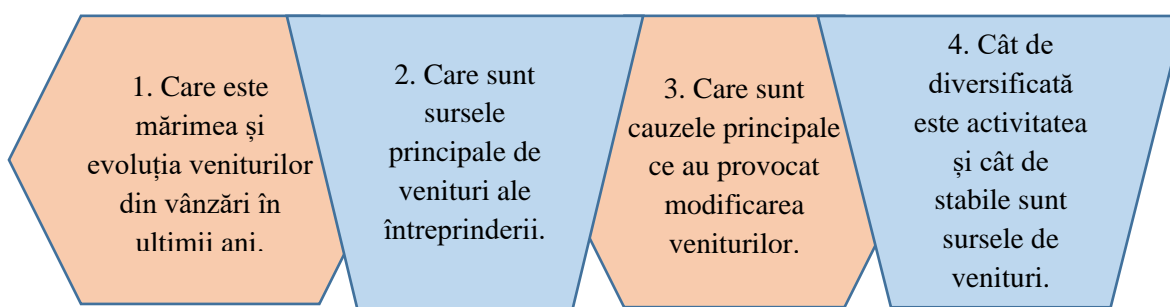 1. Care este
mărimea și
evoluția veniturilor
din vânzări în
ultimii ani.
2. Care sunt
sursele
principale de
venituri ale
întreprinderii.
3. Care sunt
cauzele principale
ce au provocat
modificarea
veniturilor.
4. Cât de
diversificată
este activitatea
și cât de
stabile sunt
sursele de
venituri.